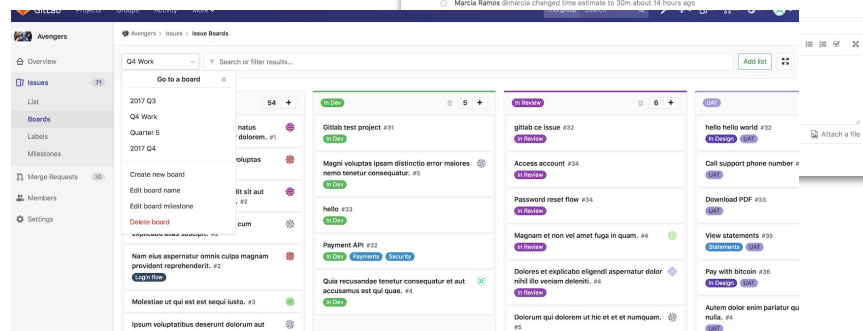 GitLab Projects Groups Activity More
Search
Marcia Ramos @marcia changed time estimate to 30m about 14 hours ago
Avengers
Avengers > Issues > Issue Boards
Overview
Issues 71
List
Boards
Labels
Milestones
Merge Requests 30
Members
Settings
Q4 Work
Search or filter results...
Add list
Go to a board
2017 Q3
Q4 Work
Quarter 5
2017 Q4
Create new board
Edit board name
Edit board milestone
Delete board
54 +
natus
dolorem. #1
voluptas
lit sit aut
. #2
cum
explicabo alias suscipit. #2
Nam eius aspernatur omnis culpa magnam
provident reprehenderit. #2
Login flow
Molestiae ut qui est est sequi iusto. #3
Ipsum voluptatibus deserunt dolorum aut
In Dev 5 +
Gitlab test project #31
In Dev
Magni voluptas ipsam distinctio error maiores
nemo tenetur consequatur. #5
In Dev
hello #33
In Dev
Payment API #32
In Dev Payments Security
Quia recusandae tenetur consequatur et aut
accusamus est qui quae. #4
In Dev
In Review 6 +
gitlab ce issue #32
In Review
Access account #34
In Review
Password reset flow #34
In Review
Magnam et non vel amet fuga in quam. #4
In Review
Dolores et explicabo eligendi aspernatur dolor
nihil illo veniam deleniti. #4
In Review
Dolorum qui dolorem ut hic et et et numquam.
#5
UAT
hello hello world #32
In Design UAT
Call support phone number #
UAT
Download PDF #33
UAT
View statements #35
Statements UAT
Pay with bitcoin #36
In Design UAT
Autem dolor enim pariatur qu
nulla. #4
UAT
Attach a file